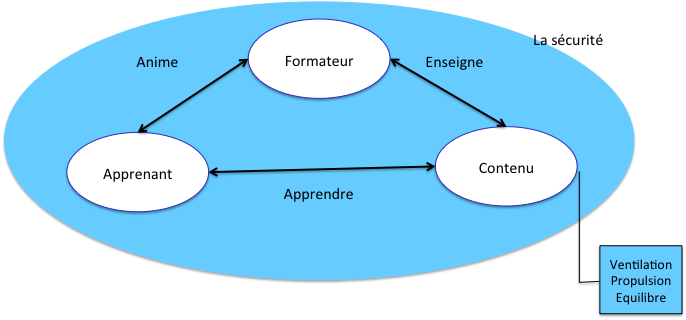 La sécurité
Anime
Formateur
Enseigne
Apprenant
Contenu
Apprendre
Ventilation
Propulsion
Equilibre